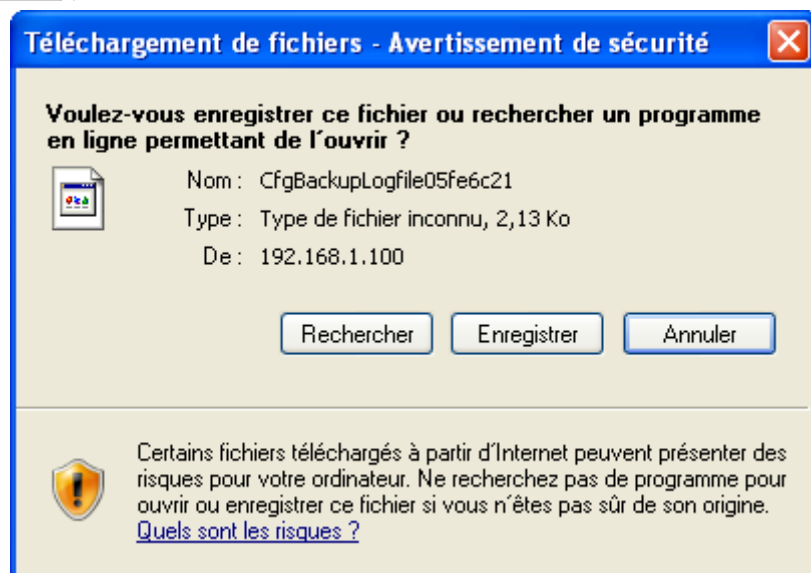 Téléchargement de fichiers - Avertissement de sécurité
Voulez-vous enregistrer ce fichier ou rechercher un programme
en ligne permettant de l´ouvrir ?
Nom : CfgBackupLogfile05fe6c21
Type : Type de fichier inconnu, 2,13 Ko
De : 192.168.1.100
Rechercher Enregistrer Annuler
Certains fichiers téléchargés à partir d´Internet peuvent présenter des
risques pour votre ordinateur. Ne recherchez pas de programme pour
ouvrir ou enregistrer ce fichier si vous n´êtes pas sûr de son origine.
Quels sont les risques ?